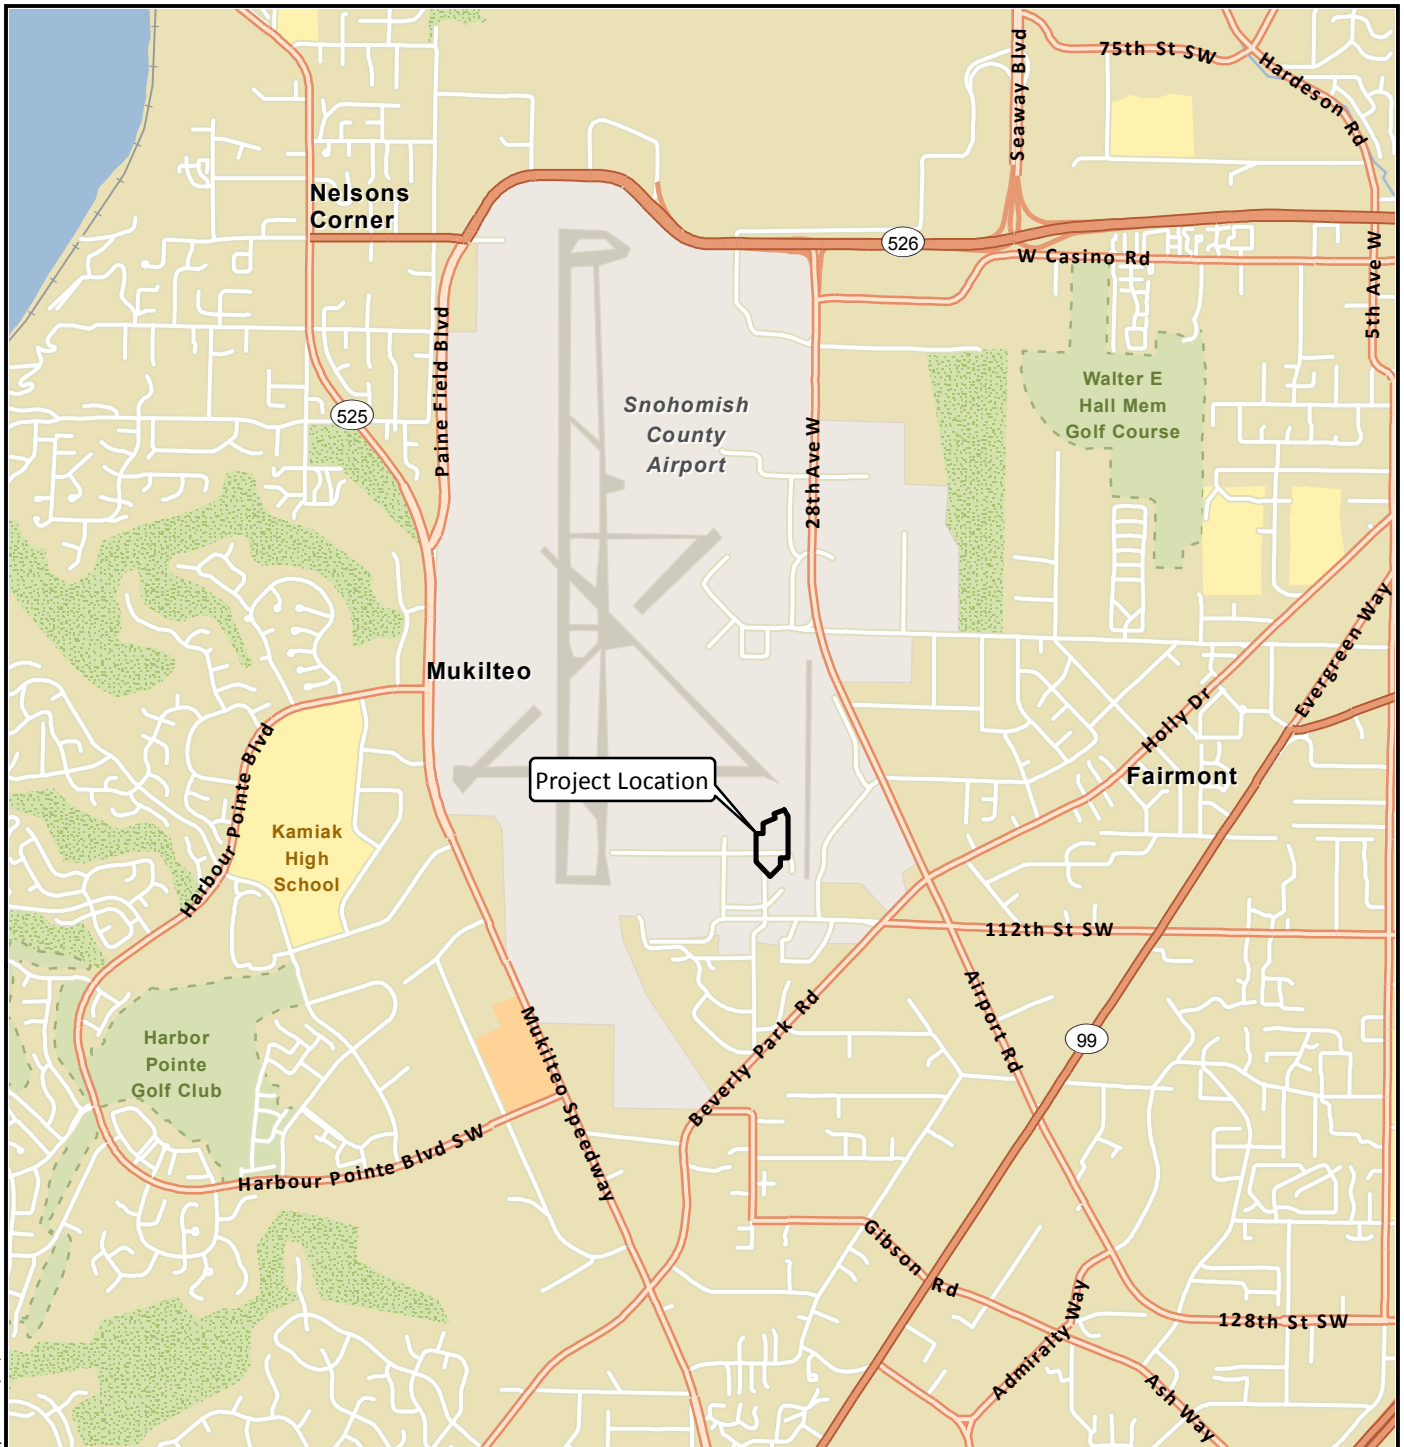 75th St SW
Seaway Blvd
Hardeson Rd
Nelsons
Corner
526
W Casino Rd
5th Ave W
Paine Field Blvd
Walter E
Hall Mem
Golf Course
Snohomish
County
Airport
525
28th Ave W
Evergreen Way
Mukilteo
Holly Dr
Harbour Pointe Blvd
Project Location
Fairmont
Kamiak
High
School
112th St SW
Airport Rd
Beverly Park Rd
Mukilteo Speedway
99
Harbor
Pointe
Golf Club
Harbour Pointe Blvd SW
Gibson Rd
Admiralty Way
128th St SW
Ash Way